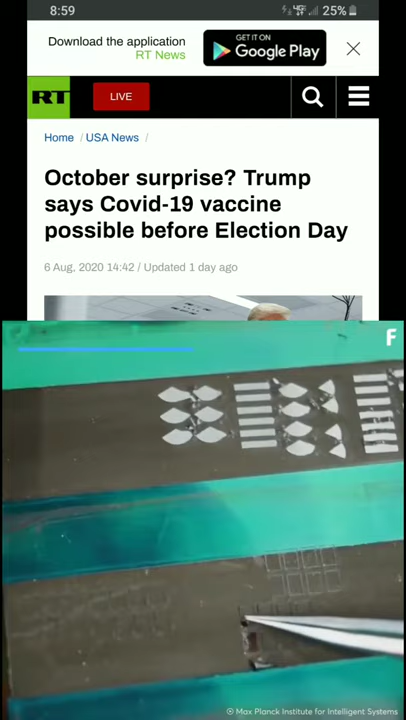 8:59
4G
25%
Download the application
RT News
GET IT ON
Google Play
RT
LIVE
Home / USA News /
October surprise? Trump
says Covid-19 vaccine
possible before Election Day
6 Aug, 2020 14:42 / Updated 1 day ago
F
© Max Planck Institute for Intelligent Systems